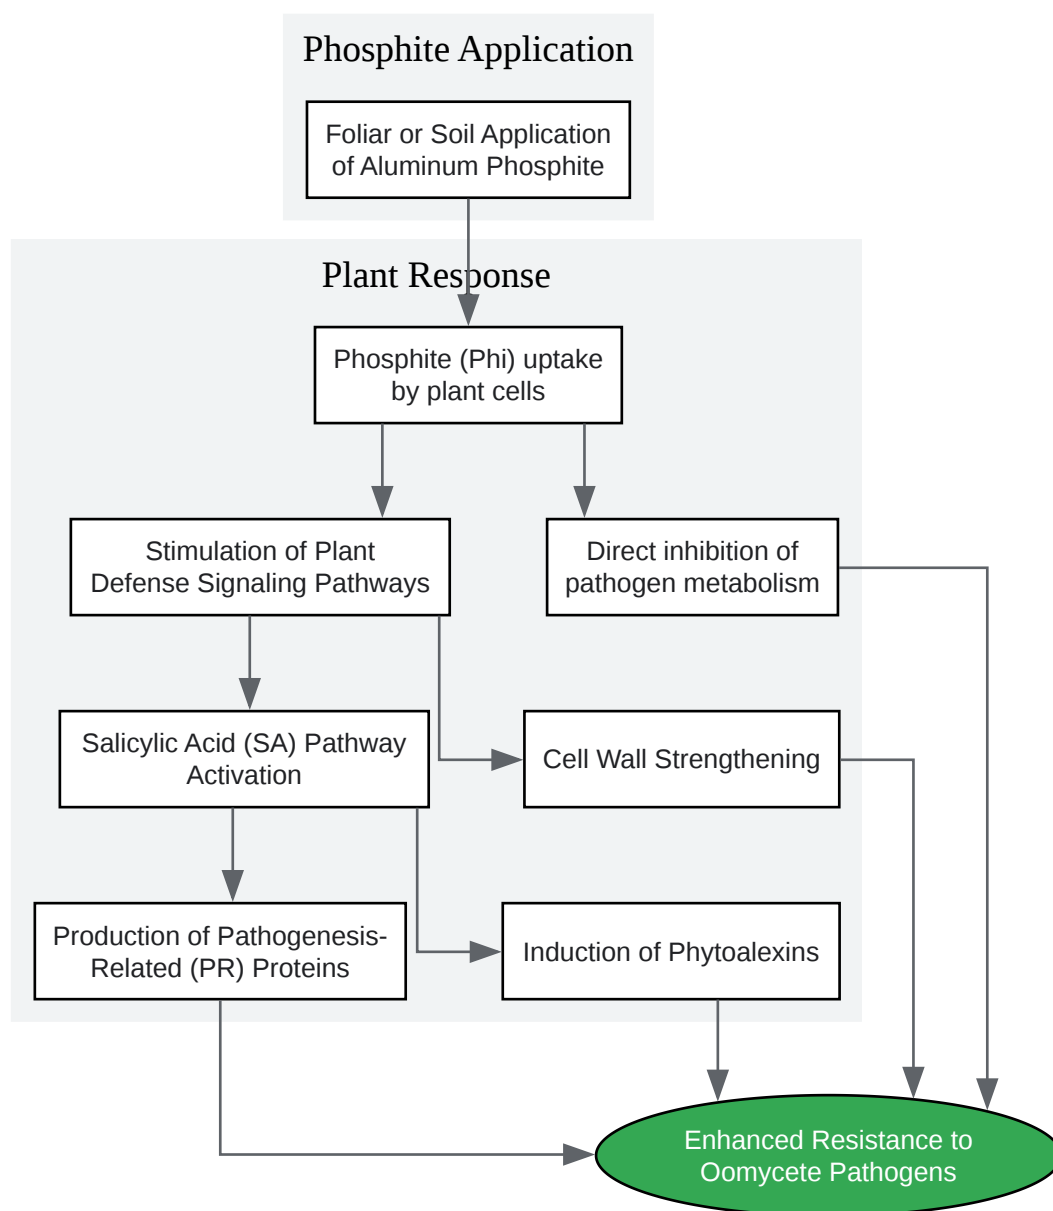 Phosphite Application
Foliar or Soil Application
of Aluminum Phosphite
Plant Response
Phosphite (Phi) uptake
by plant cells
Stimulation of Plant
Defense Signaling Pathways
Direct inhibition of
pathogen metabolism
Salicylic Acid (SA) Pathway
Activation
Cell Wall Strengthening
Production of Pathogenesis-
Related (PR) Proteins
Induction of Phytoalexins
Enhanced Resistance to
Oomycete Pathogens